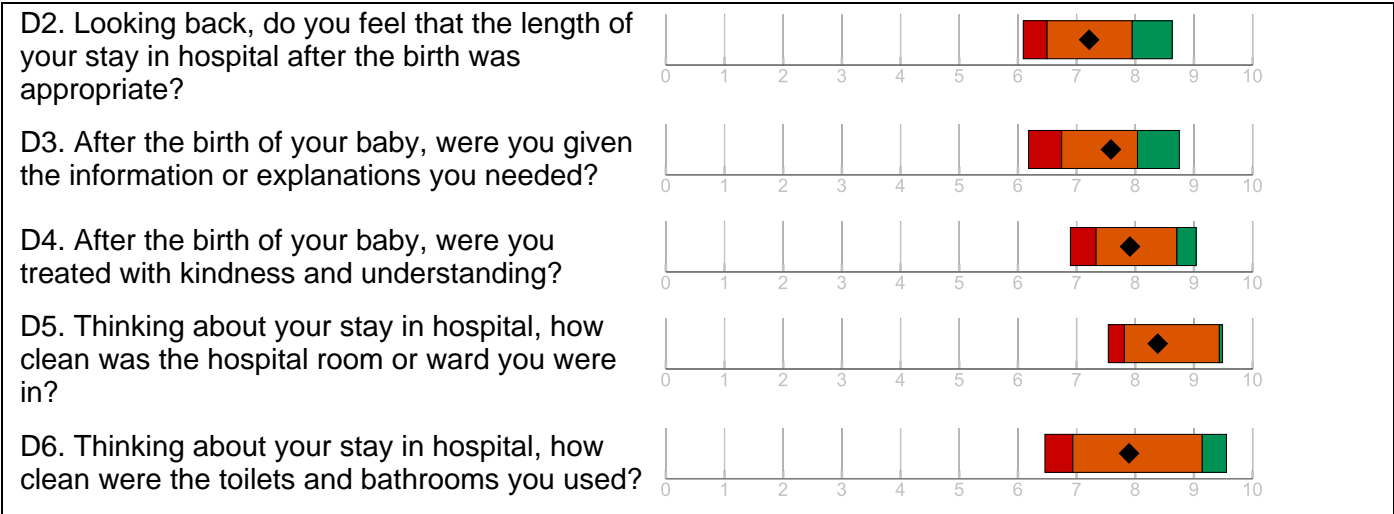 D2. Looking back, do you feel that the length of
your stay in hospital after the birth was
appropriate?
0 1 2 3 4 5 6 7 8 9 10
D3. After the birth of your baby, were you given
the information or explanations you needed?
0 1 2 3 4 5 6 7 8 9 10
D4. After the birth of your baby, were you
treated with kindness and understanding?
0 1 2 3 4 5 6 7 8 9 10
D5. Thinking about your stay in hospital, how
clean was the hospital room or ward you were
in?
0 1 2 3 4 5 6 7 8 9 10
D6. Thinking about your stay in hospital, how
clean were the toilets and bathrooms you used?
0 1 2 3 4 5 6 7 8 9 10